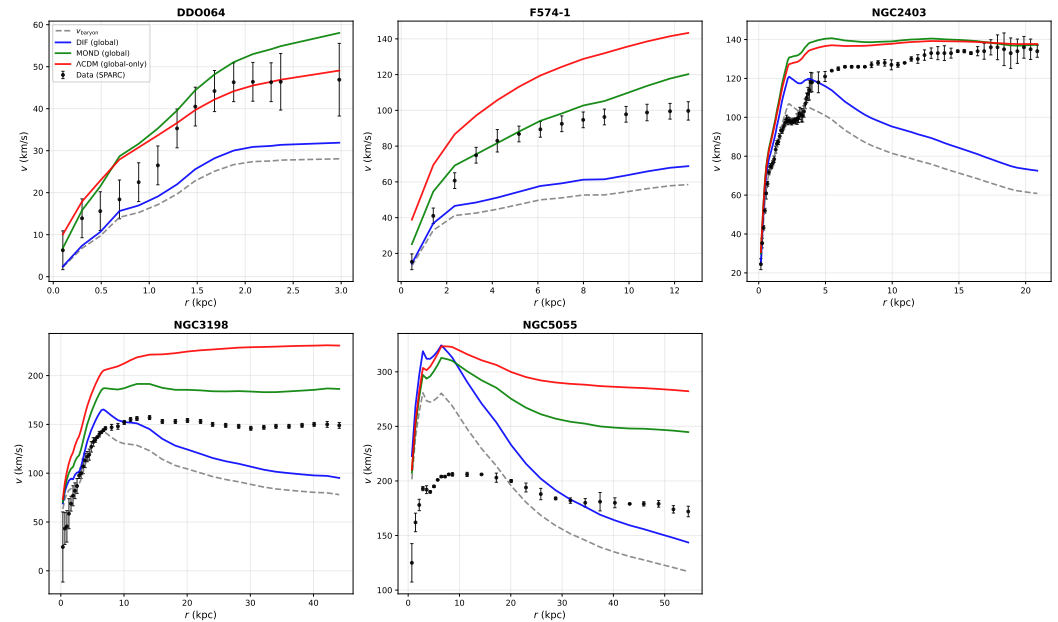 DDO064
v_baryon
DIF (global)
MOND (global)
ΛCDM (global-only)
Data (SPARC)
v (km/s)
60
50
40
30
20
10
0
0.0 0.5 1.0 1.5 2.0 2.5 3.0
r (kpc)
F574-1
v (km/s)
140
120
100
80
60
40
20
0 2 4 6 8 10 12
r (kpc)
NGC2403
v (km/s)
140
120
100
80
60
40
20
0 5 10 15 20
r (kpc)
NGC3198
v (km/s)
200
150
100
50
0
0 10 20 30 40
r (kpc)
NGC5055
v (km/s)
300
250
200
150
100
0 10 20 30 40 50
r (kpc)